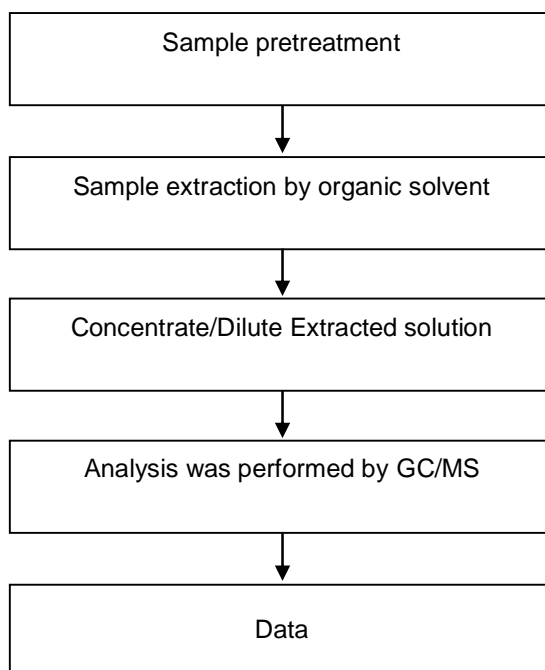 Sample pretreatment
Sample extraction by organic solvent
Concentrate/Dilute Extracted solution
Analysis was performed by GC/MS
Data